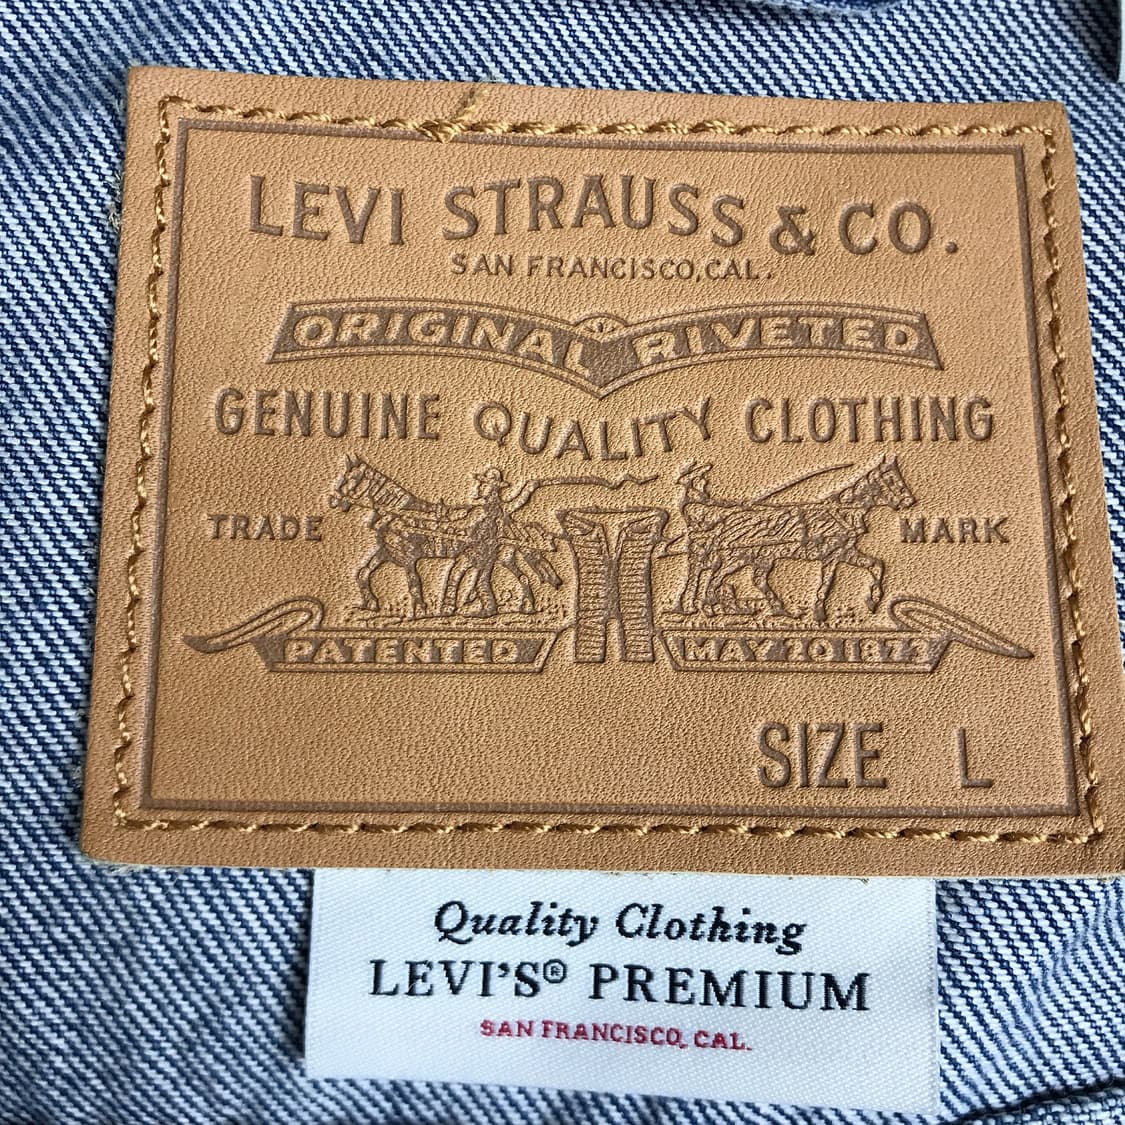 LEVI STRAUSS & CO.
SAN FRANCISCO, CAL.
ORIGINAL RIVETED
GENUINE QUALITY CLOTHING
TRADE MARK
PATENTED MAY 20 1873
SIZE L
Quality Clothing
LEVI'S® PREMIUM
SAN FRANCISCO, CAL.